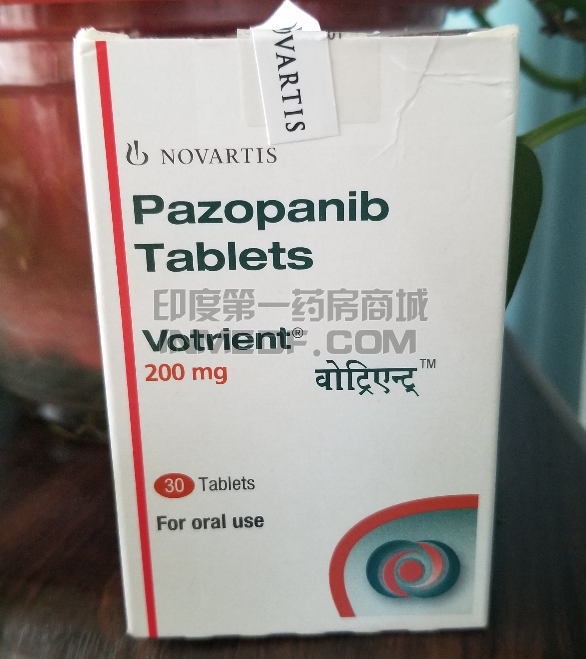 NOVARTIS
NOVARTIS
Pazopanib
Tablets
印度第一药房商城
INMEDF.COM
Votrient®
200 mg
वोट्रिएन्ट्™
30 Tablets
For oral use